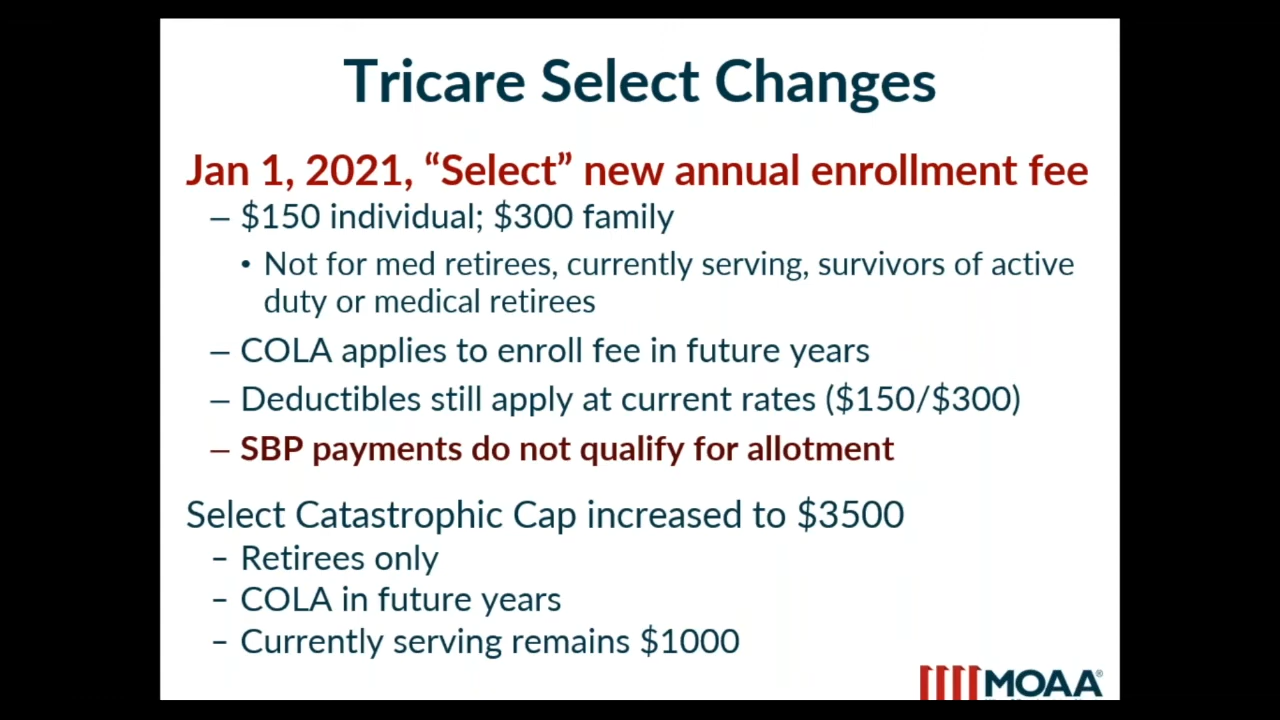 Tricare Select Changes
Jan 1, 2021, “Select” new annual enrollment fee
– $150 individual; $300 family
• Not for med retirees, currently serving, survivors of active
duty or medical retirees
– COLA applies to enroll fee in future years
– Deductibles still apply at current rates ($150/$300)
– SBP payments do not qualify for allotment
Select Catastrophic Cap increased to $3500
– Retirees only
– COLA in future years
– Currently serving remains $1000
MOAA®